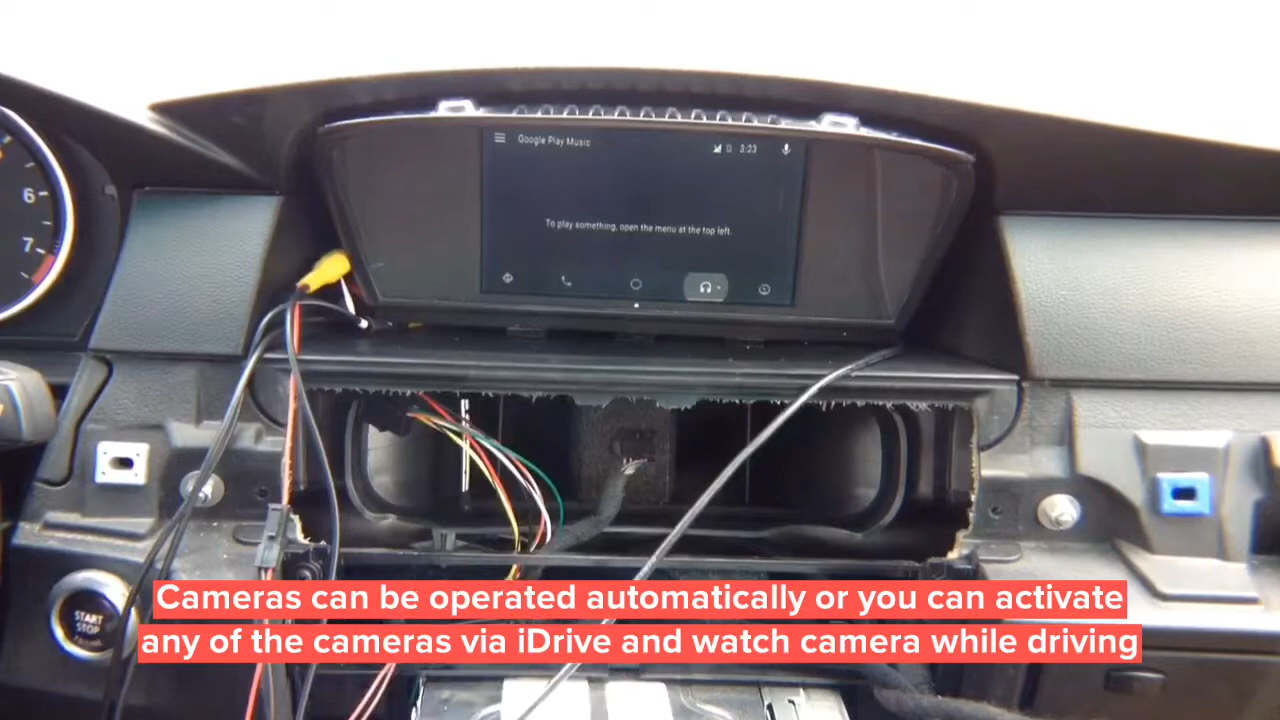 6
7
Google Play Music
2:23
To play something, open the menu at the top left.
START
STOP
Cameras can be operated automatically or you can activate
any of the cameras via iDrive and watch camera while driving